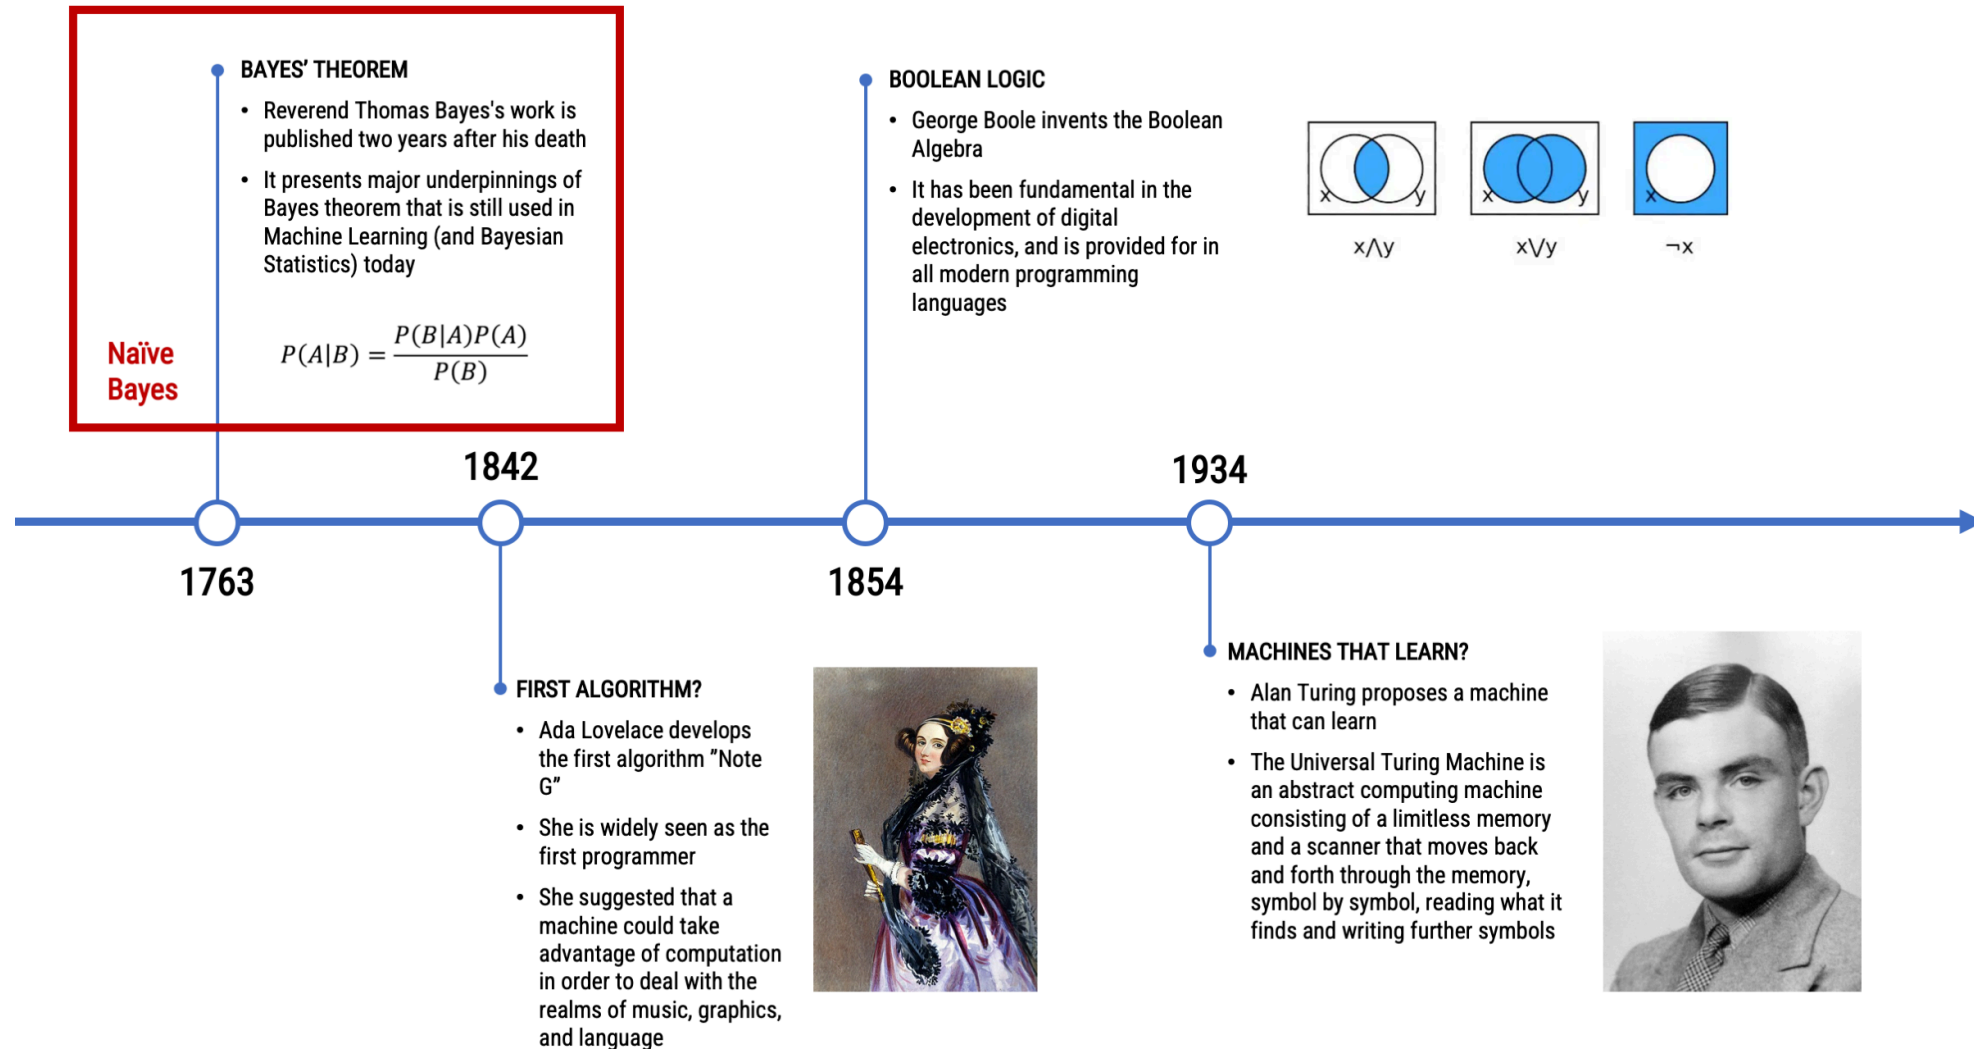 BAYES' THEOREM
• Reverend Thomas Bayes's work is
published two years after his death
• It presents major underpinnings of
Bayes theorem that is still used in
Machine Learning (and Bayesian
Statistics) today
Naïve
Bayes
P(A|B) = P(B|A)P(A) / P(B)
BOOLEAN LOGIC
• George Boole invents the Boolean
Algebra
• It has been fundamental in the
development of digital
electronics, and is provided for in
all modern programming
languages
x y
x y
x
x⋀y
x⋁y
¬x
1842
1934
1763
1854
FIRST ALGORITHM?
• Ada Lovelace develops
the first algorithm ”Note
G”
• She is widely seen as the
first programmer
• She suggested that a
machine could take
advantage of computation
in order to deal with the
realms of music, graphics,
and language
MACHINES THAT LEARN?
• Alan Turing proposes a machine
that can learn
• The Universal Turing Machine is
an abstract computing machine
consisting of a limitless memory
and a scanner that moves back
and forth through the memory,
symbol by symbol, reading what it
finds and writing further symbols